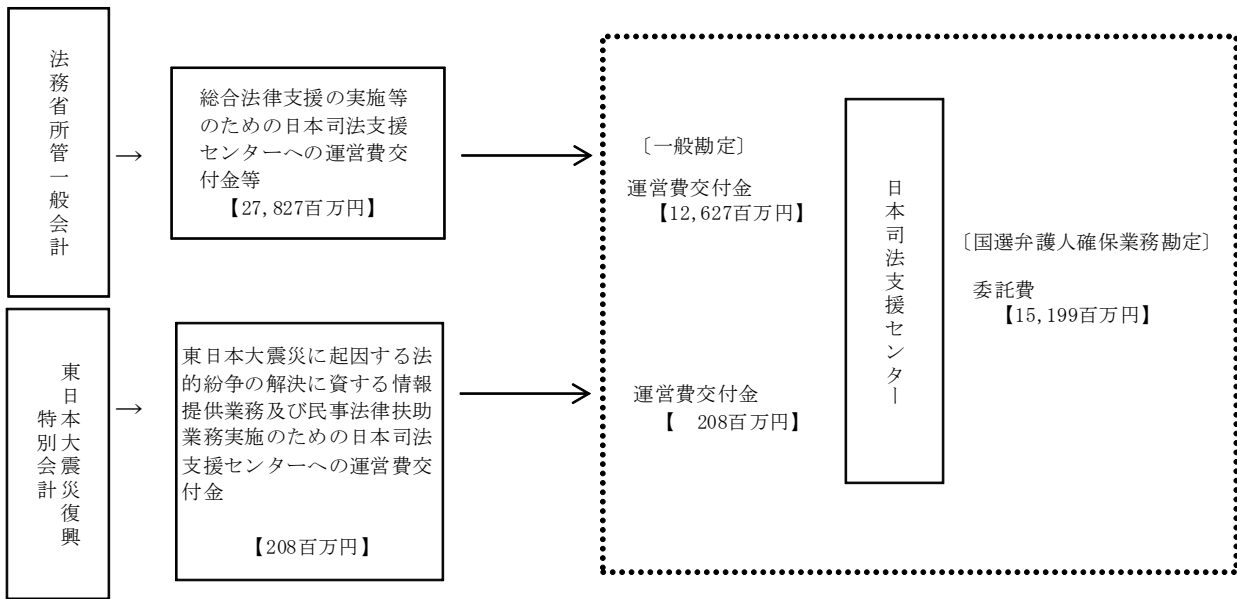 法務省所管一般会計
→
総合法律支援の実施等
のための日本司法支援
センターへの運営費交
付金等
【27,827百万円】
〔一般勘定〕
運営費交付金
【12,627百万円】
日本司法支援センター
〔国選弁護人確保業務勘定〕
委託費
【15,199百万円】
東日本大震災復興
特別会計
→
東日本大震災に起因する法
的紛争の解決に資する情報
提供業務及び民事法律扶助
業務実施のための日本司法
支援センターへの運営費交
付金
【208百万円】
運営費交付金
【　208百万円】